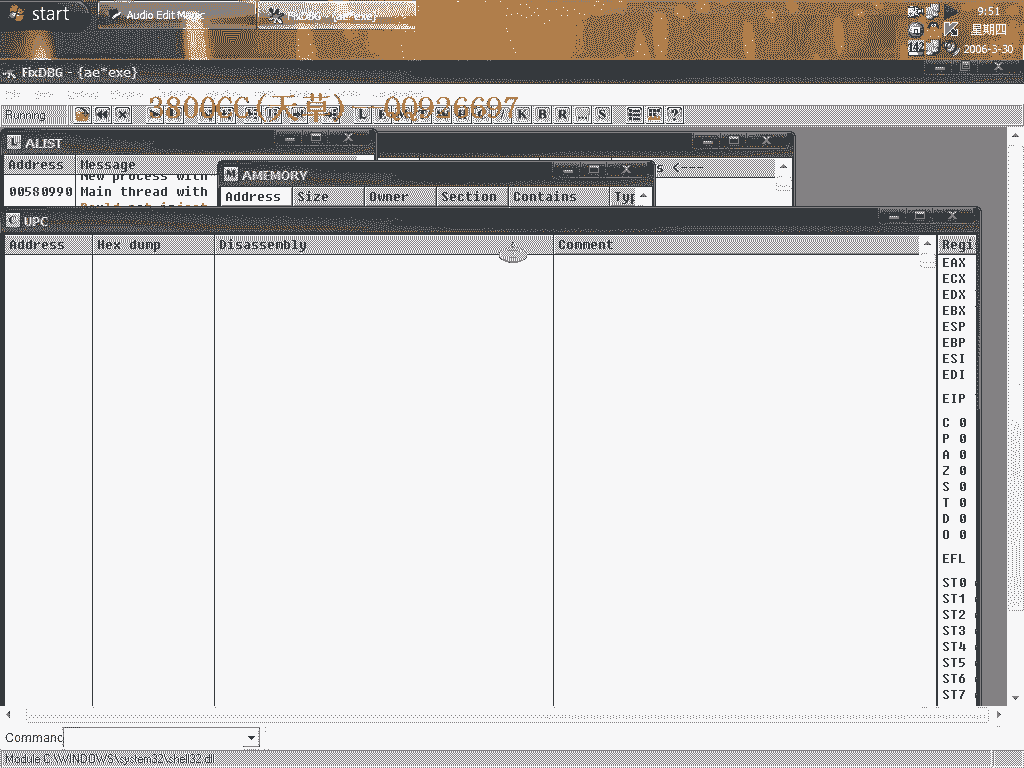 start
Audio Edit Magic
FixDBG - {ae*exe}
9:51
星期四
2006-3-30
FixDBG - {ae*exe}
3800CC(天草) QQ926697
Running
L E M
K B R ... S
?
ALIST
Address Message
New process with
00580990 Main thread with
s <---
AMEMORY
Address Size Owner Section Contains Typ
UPC
Address Hex dump Disassembly Comment Regi
EAX
ECX
EDX
EBX
ESP
EBP
ESI
EDI
EIP
C 0
P 0
A 0
Z 0
S 0
T 0
D 0
O 0
EFL
ST0
ST1
ST2
ST3
ST4
ST5
ST6
ST7
Command
Module C:\WINDOWS\system32\shell32.dll